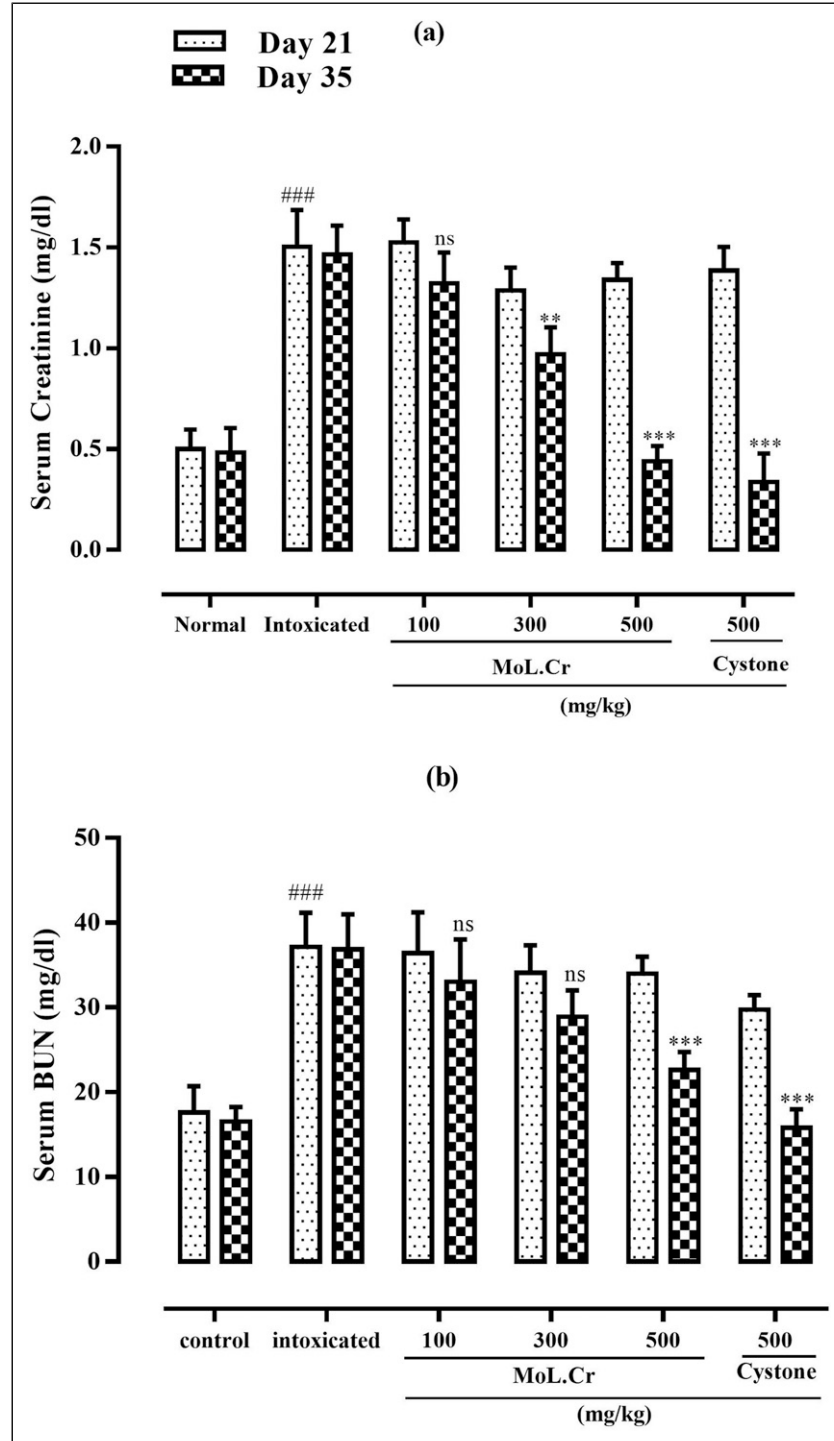 (a)
Day 21
Day 35
Serum Creatinine (mg/dl)
2.0
1.5
1.0
0.5
0.0
###
ns
**
***
***
Normal Intoxicated 100 300 500 500
MoL.Cr Cystone
(mg/kg)
(b)
Serum BUN (mg/dl)
50
40
30
20
10
0
###
ns
ns
***
***
control intoxicated 100 300 500 500
MoL.Cr Cystone
(mg/kg)